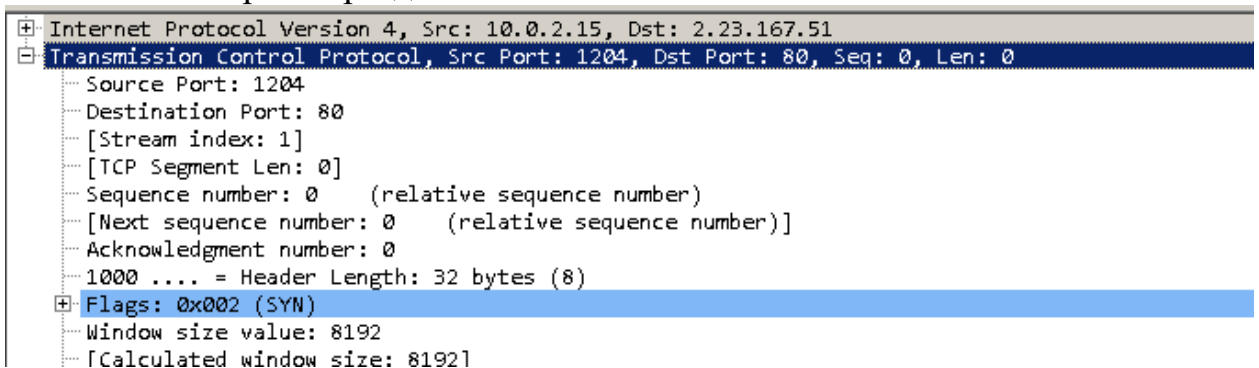 Internet Protocol Version 4, Src: 10.0.2.15, Dst: 2.23.167.51
Transmission Control Protocol, Src Port: 1204, Dst Port: 80, Seq: 0, Len: 0
Source Port: 1204
Destination Port: 80
[Stream index: 1]
[TCP Segment Len: 0]
Sequence number: 0    (relative sequence number)
[Next sequence number: 0    (relative sequence number)]
Acknowledgment number: 0
1000 .... = Header Length: 32 bytes (8)
Flags: 0x002 (SYN)
Window size value: 8192
[Calculated window size: 8192]